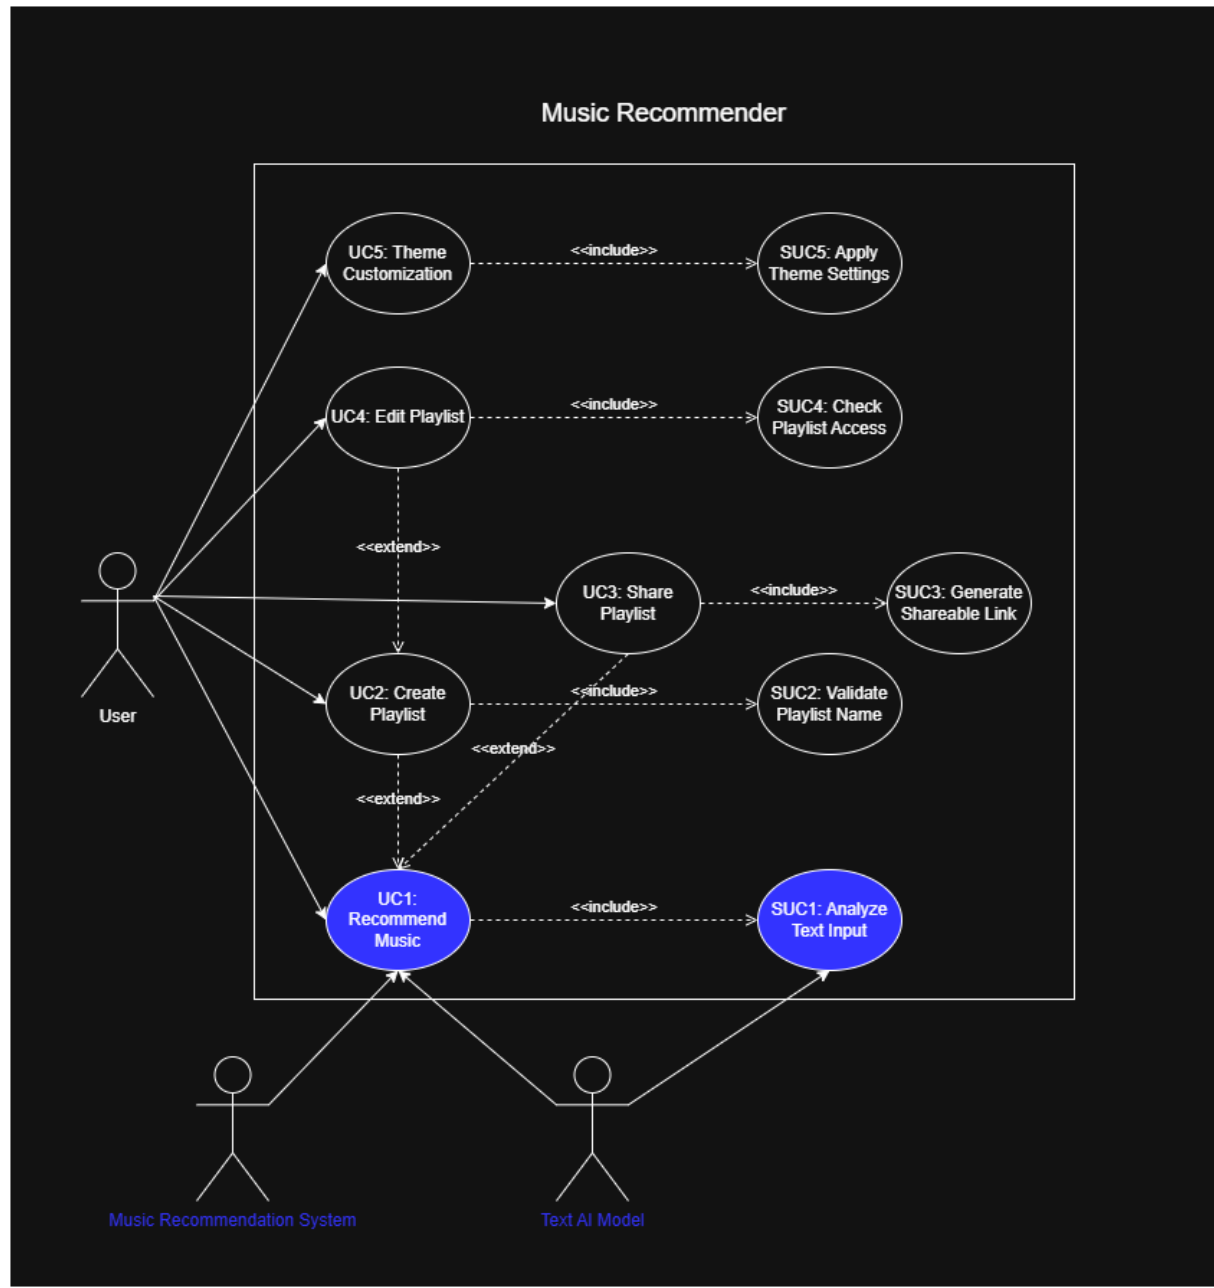 Music Recommender
UC5: Theme
Customization
<<include>>
SUC5: Apply
Theme Settings
UC4: Edit Playlist
<<include>>
SUC4: Check
Playlist Access
<<extend>>
UC3: Share
Playlist
<<include>>
SUC3: Generate
Shareable Link
User
UC2: Create
Playlist
<<include>>
SUC2: Validate
Playlist Name
<<extend>>
<<extend>>
UC1:
Recommend
Music
<<include>>
SUC1: Analyze
Text Input
Music Recommendation System
Text AI Model